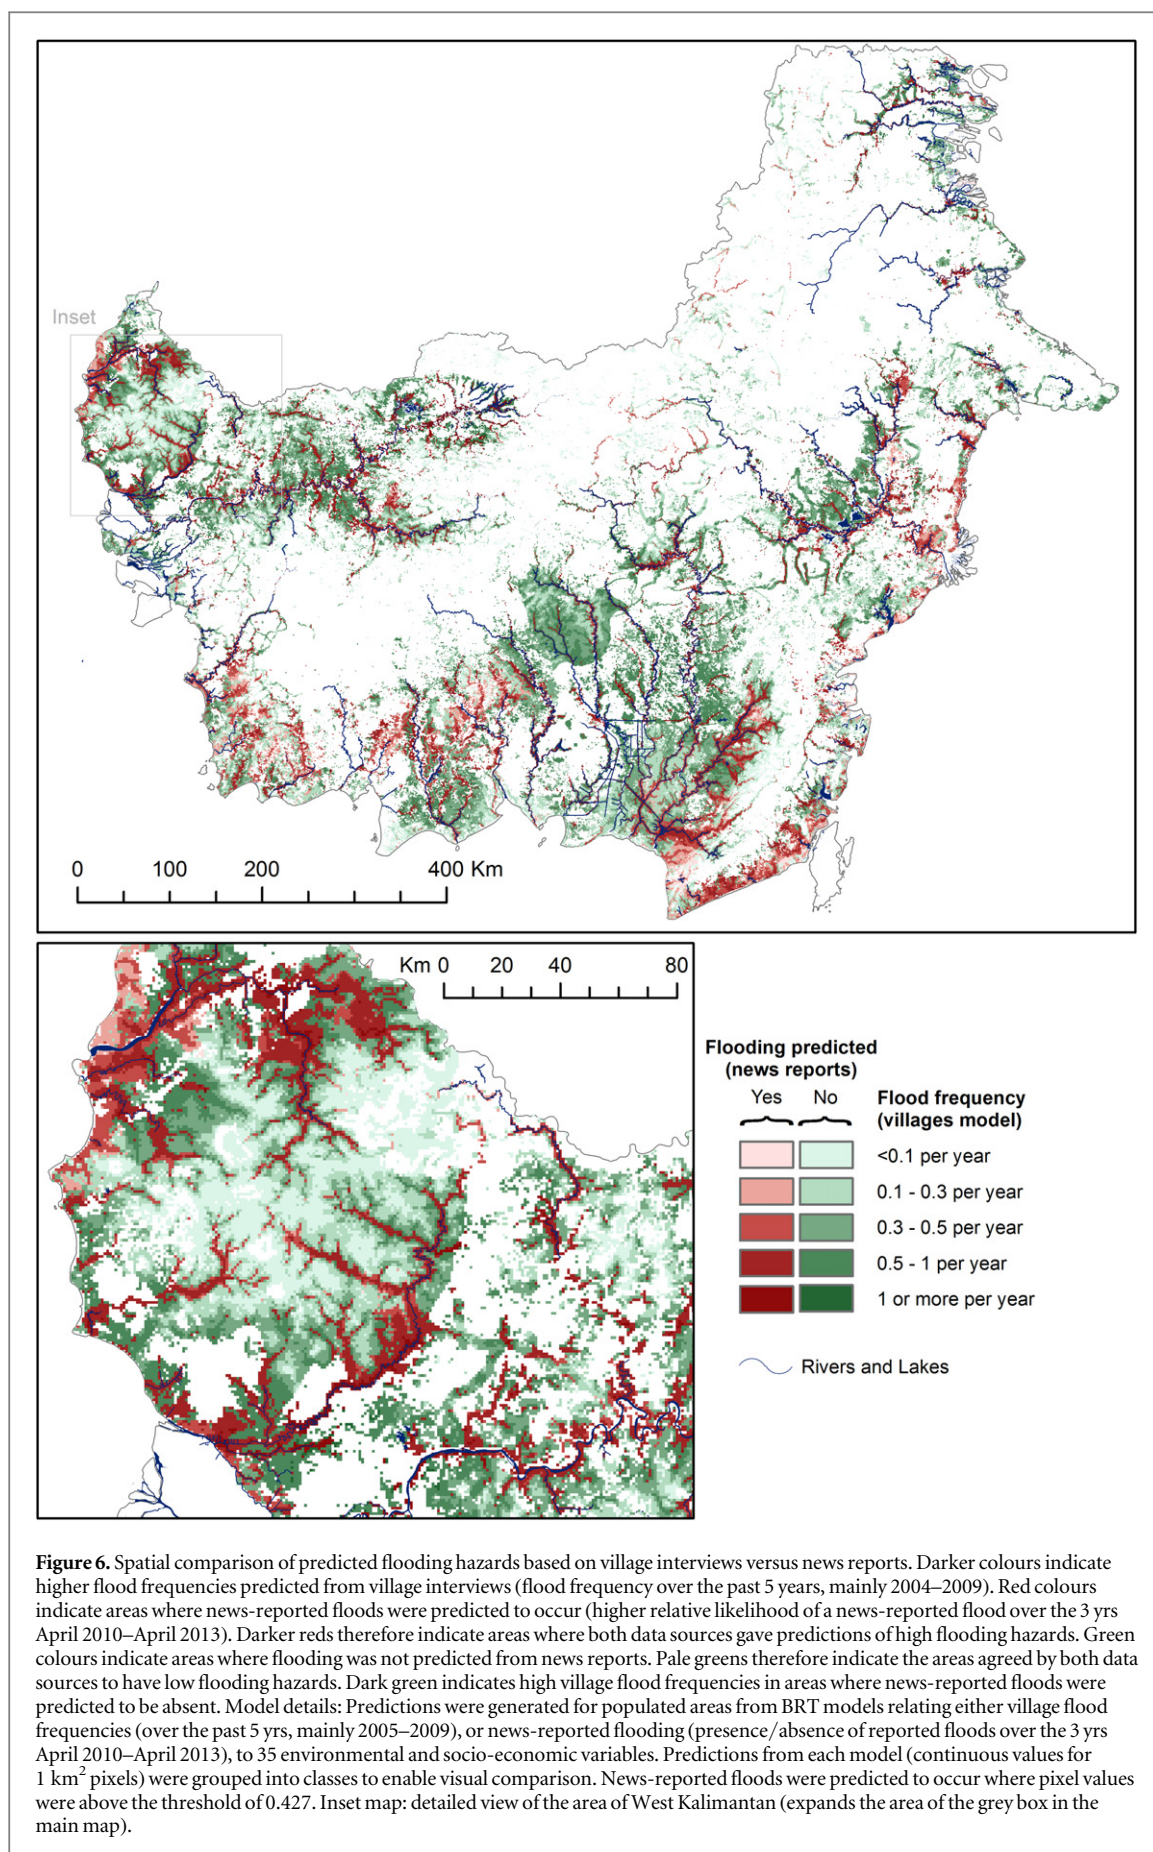 Inset
0 100 200 400 Km
Km 0 20 40 80
Flooding predicted
(news reports)
Yes No
Flood frequency
(villages model)
<0.1 per year
0.1 - 0.3 per year
0.3 - 0.5 per year
0.5 - 1 per year
1 or more per year
Rivers and Lakes
Figure 6. Spatial comparison of predicted flooding hazards based on village interviews versus news reports. Darker colours indicate
higher flood frequencies predicted from village interviews (flood frequency over the past 5 years, mainly 2004–2009). Red colours
indicate areas where news-reported floods were predicted to occur (higher relative likelihood of a news-reported flood over the 3 yrs
April 2010–April 2013). Darker reds therefore indicate areas where both data sources gave predictions of high flooding hazards. Green
colours indicate areas where flooding was not predicted from news reports. Pale greens therefore indicate the areas agreed by both data
sources to have low flooding hazards. Dark green indicates high village flood frequencies in areas where news-reported floods were
predicted to be absent. Model details: Predictions were generated for populated areas from BRT models relating either village flood
frequencies (over the past 5 yrs, mainly 2005–2009), or news-reported flooding (presence/absence of reported floods over the 3 yrs
April 2010–April 2013), to 35 environmental and socio-economic variables. Predictions from each model (continuous values for
1 km² pixels) were grouped into classes to enable visual comparison. News-reported floods were predicted to occur where pixel values
were above the threshold of 0.427. Inset map: detailed view of the area of West Kalimantan (expands the area of the grey box in the
main map).